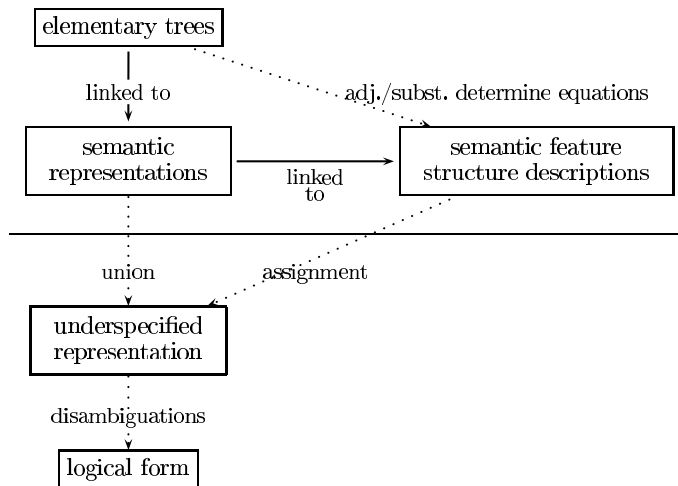 elementary trees
linked to
adj./subst. determine equations
semantic
representations
linked
to
semantic feature
structure descriptions
union
assignment
underspecified
representation
disambiguations
logical form